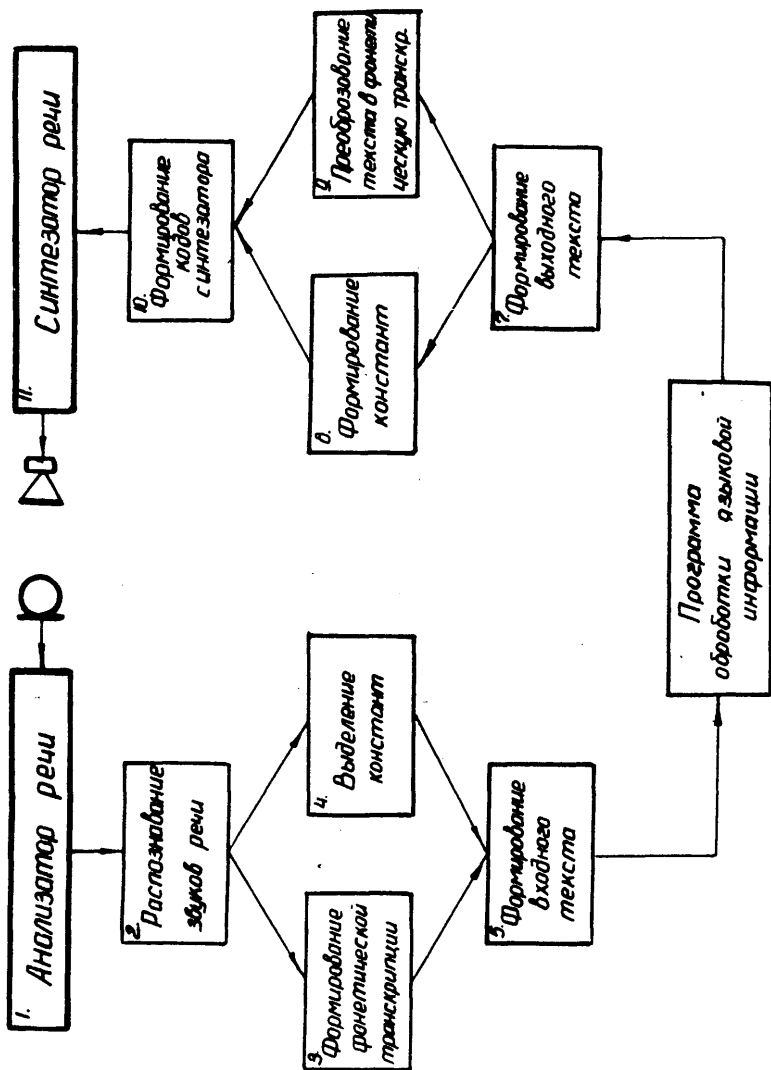 1. Анализатор речи
2. Распознавание
звуков речи
3. Формирование
фонетической
транскрипции
4. Выделение
констант
5. Формирование
входного
текста
Программа
обработки языковой
информации
7. Формирование
выходного
текста
8. Формирование
констант
9. Преобразование
текста в фонети
ческую транскр.
10. Формирование
кодов
синтезатора
11. Синтезатор речи